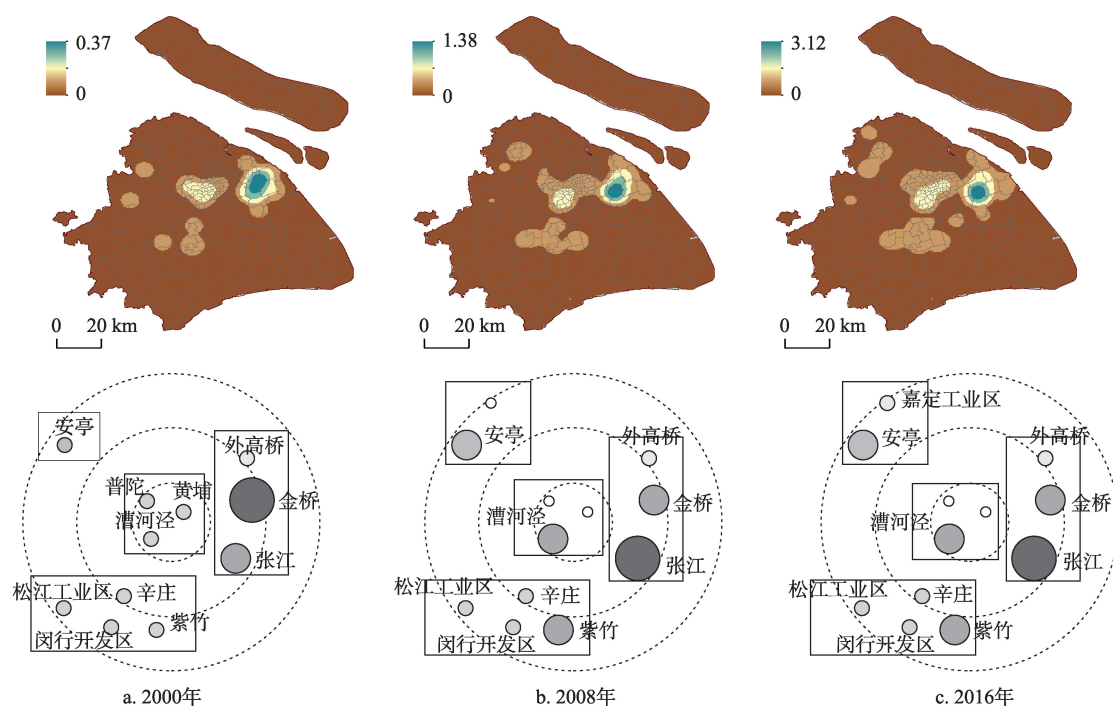 0.37
0
0 20 km
1.38
0
0 20 km
3.12
0
0 20 km
安亭
外高桥
普陀
黄埔
金桥
漕河泾
张江
松江工业区
辛庄
紫竹
闵行开发区
a. 2000年
安亭
外高桥
金桥
漕河泾
张江
松江工业区
辛庄
紫竹
闵行开发区
b. 2008年
嘉定工业区
安亭
外高桥
金桥
漕河泾
张江
松江工业区
辛庄
紫竹
闵行开发区
c. 2016年